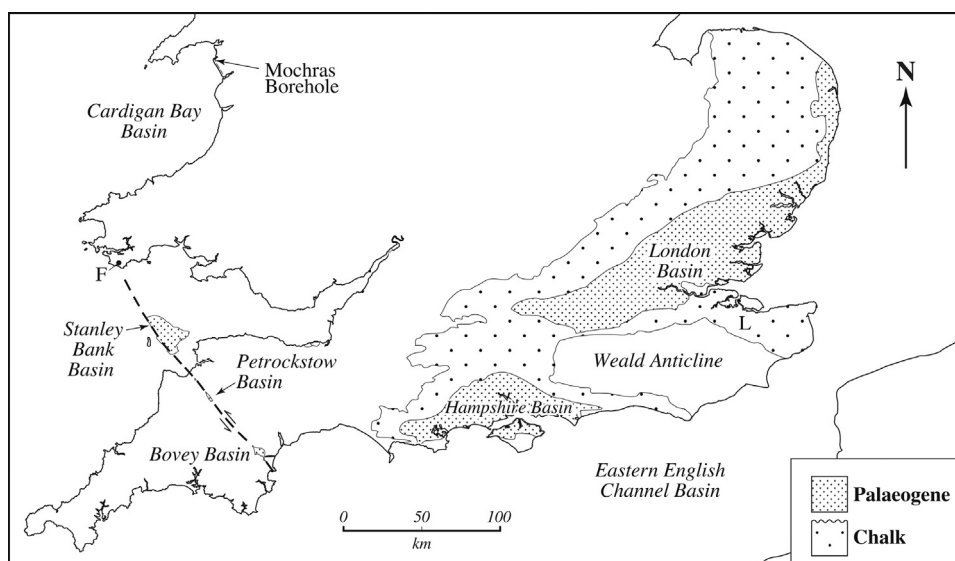 Mochras
Borehole
Cardigan Bay
Basin
N
F
London
Basin
L
Stanley
Bank
Basin
Petrockstow
Basin
Weald Anticline
Hampshire Basin
Bovey Basin
Eastern English
Channel Basin
0 50 100
km
Palaeogene
Chalk